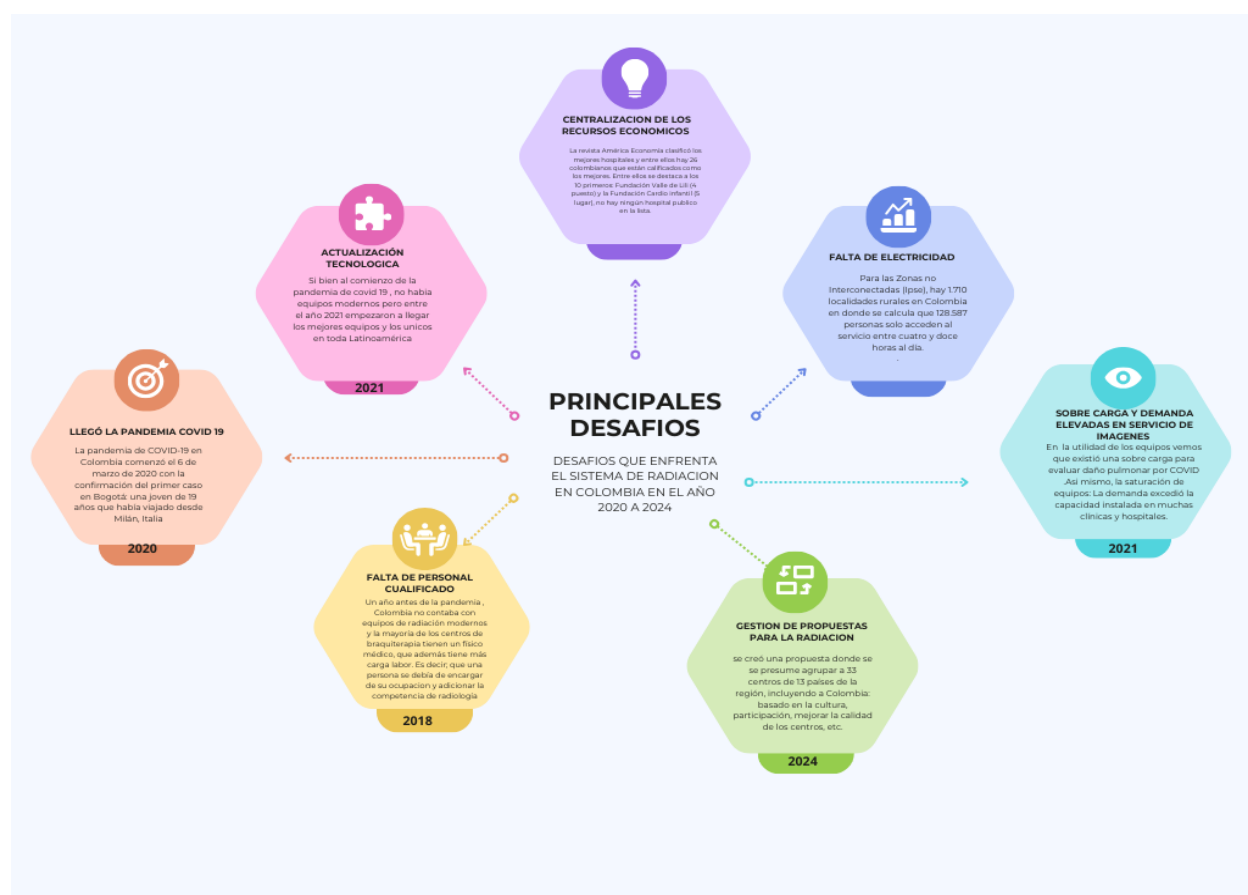 CENTRALIZACION DE LOS
RECURSOS ECONOMICOS
La revista América Economía clasificó los
mejores hospitales y entre ellos hay 26
colombianos que están calificados como
los mejores. Entre ellos se destaca a los
10 primeros: Fundación Valle de Lili (4
puesto) y la Fundación Cardio infantil (5
lugar), no hay ningún hospital publico
en la lista.
ACTUALIZACIÓN
TECNOLOGICA
Si bien al comienzo de la
pandemia de covid 19 , no habia
equipos modernos pero entre
el año 2021 empezaron a llegar
los mejores equipos y los unicos
en toda Latinoamérica
2021
FALTA DE ELECTRICIDAD
Para las Zonas no
Interconectadas (Ipse), hay 1.710
localidades rurales en Colombia
en donde se calcula que 128.587
personas solo acceden al
servicio entre cuatro y doce
horas al día.
.
LLEGÓ LA PANDEMIA COVID 19
La pandemia de COVID-19 en
Colombia comenzó el 6 de
marzo de 2020 con la
confirmación del primer caso
en Bogotá: una joven de 19
años que había viajado desde
Milán, Italia
2020
PRINCIPALES
DESAFIOS
DESAFIOS QUE ENFRENTA
EL SISTEMA DE RADIACION
EN COLOMBIA EN EL AÑO
2020 A 2024
SOBRE CARGA Y DEMANDA
ELEVADAS EN SERVICIO DE
IMAGENES
En la utilidad de los equipos vemos
que existió una sobre carga para
evaluar daño pulmonar por COVID
.Asi mismo, la saturación de
equipos: La demanda excedió la
capacidad instalada en muchas
clínicas y hospitales.
2021
FALTA DE PERSONAL
CUALIFICADO
Un año antes de la pandemia ,
Colombia no contaba con
equipos de radiación modernos
y la mayoría de los centros de
braquiterapia tienen un físico
médico, que además tiene más
carga labor. Es decir, que una
persona se debía de encargar
de su ocupacion y adicionar la
competencia de radiología
2018
GESTION DE PROPUESTAS
PARA LA RADIACION
se creó una propuesta donde se
se presume agrupar a 33
centros de 13 países de la
región, incluyendo a Colombia:
basado en la cultura,
participación, mejorar la calidad
de los centros, etc.
2024